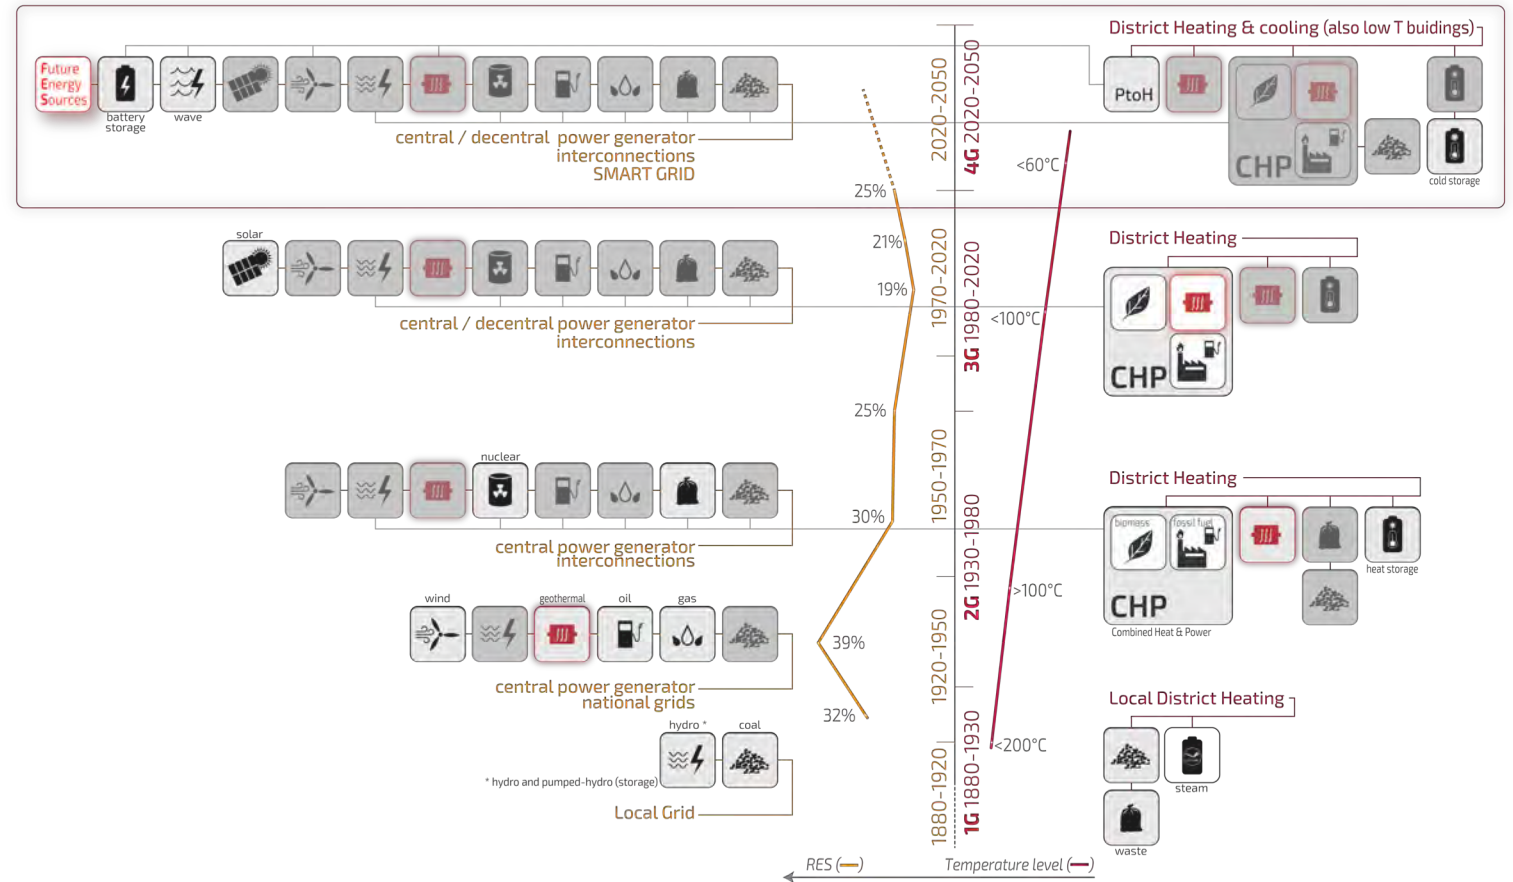 District Heating & cooling (also low T buidings)
Future
Energy
Sources
battery
storage
wave
PtoH
CHP
cold storage
central / decentral power generator
interconnections
SMART GRID
25%
2020-2050
4G 2020-2050
<60°C
solar
central / decentral power generator
interconnections
21%
19%
1970-2020
3G 1980-2020
<100°C
District Heating
CHP
25%
nuclear
central power generator
interconnections
30%
1950-1970
2G 1930-1980
>100°C
District Heating
biomass
fossil fuel
CHP
Combined Heat & Power
heat storage
wind
geothermal
oil
gas
central power generator
national grids
39%
32%
1920-1950
hydro *
coal
* hydro and pumped-hydro (storage)
Local Grid
1880-1920
1G 1880-1930
<200°C
Local District Heating
steam
waste
RES (—)
Temperature level (—)